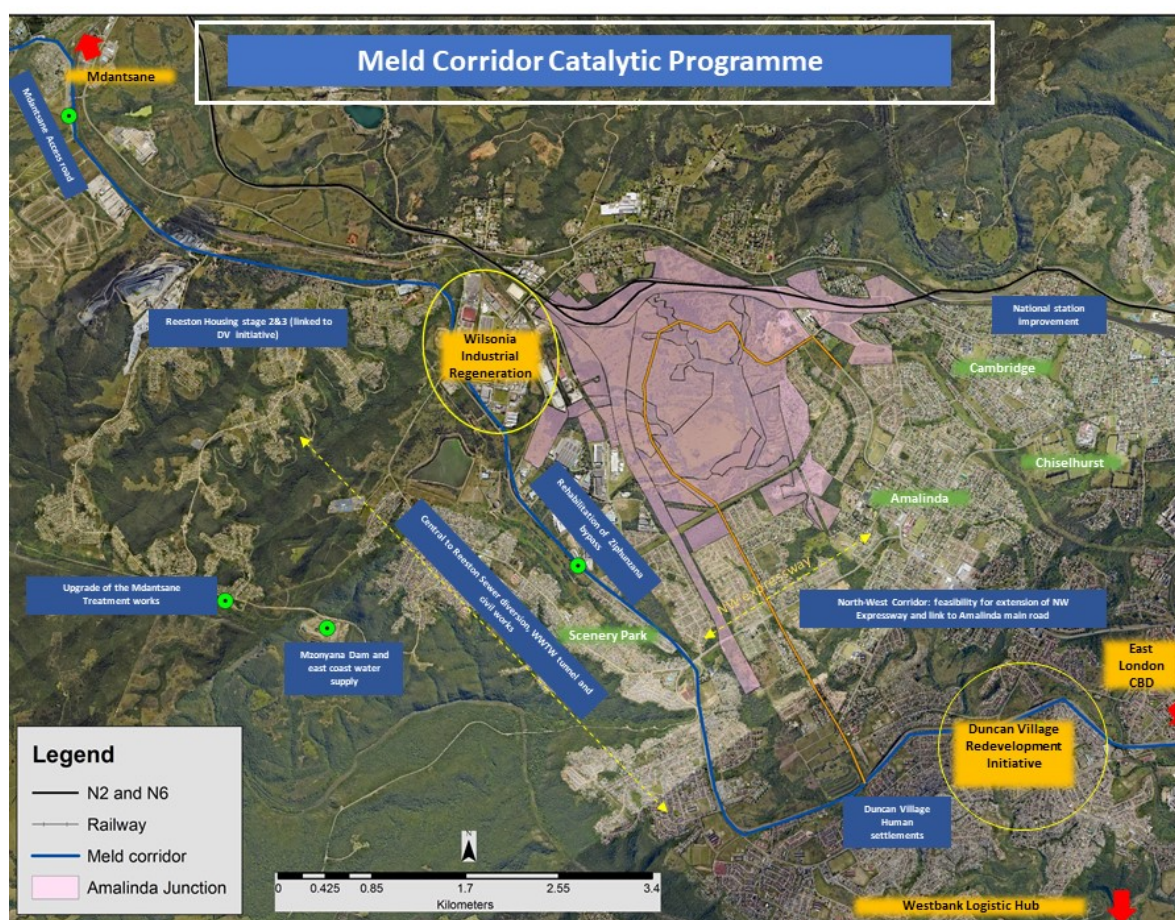 Meld Corridor Catalytic Programme
Mdantsane
Mdantsane Access road
Reeston Housing stage 2&3 (linked to
DV Initiative)
Wilsonia
Industrial
Regeneration
National station
improvement
Cambridge
Chiselhurst
Amalinda
Rehabilitation of Ziphunzana
bypass
Central to Reeston Sewer diversion, WWTW tunnel and
civil works
NW Expressway
Upgrade of the Mdantsane
Treatment works
North-West Corridor: feasibility for extension of NW
Expressway and link to Amalinda main road
Scenery Park
Mzonyana Dam and
east coast water
supply
East
London
CBD
Duncan Village
Redevelopment
Initiative
Duncan Village
Human
settlements
Westbank Logistic Hub
Legend
N2 and N6
Railway
Meld corridor
Amalinda Junction
N
0 0.425 0.85 1.7 2.55 3.4
Kilometers